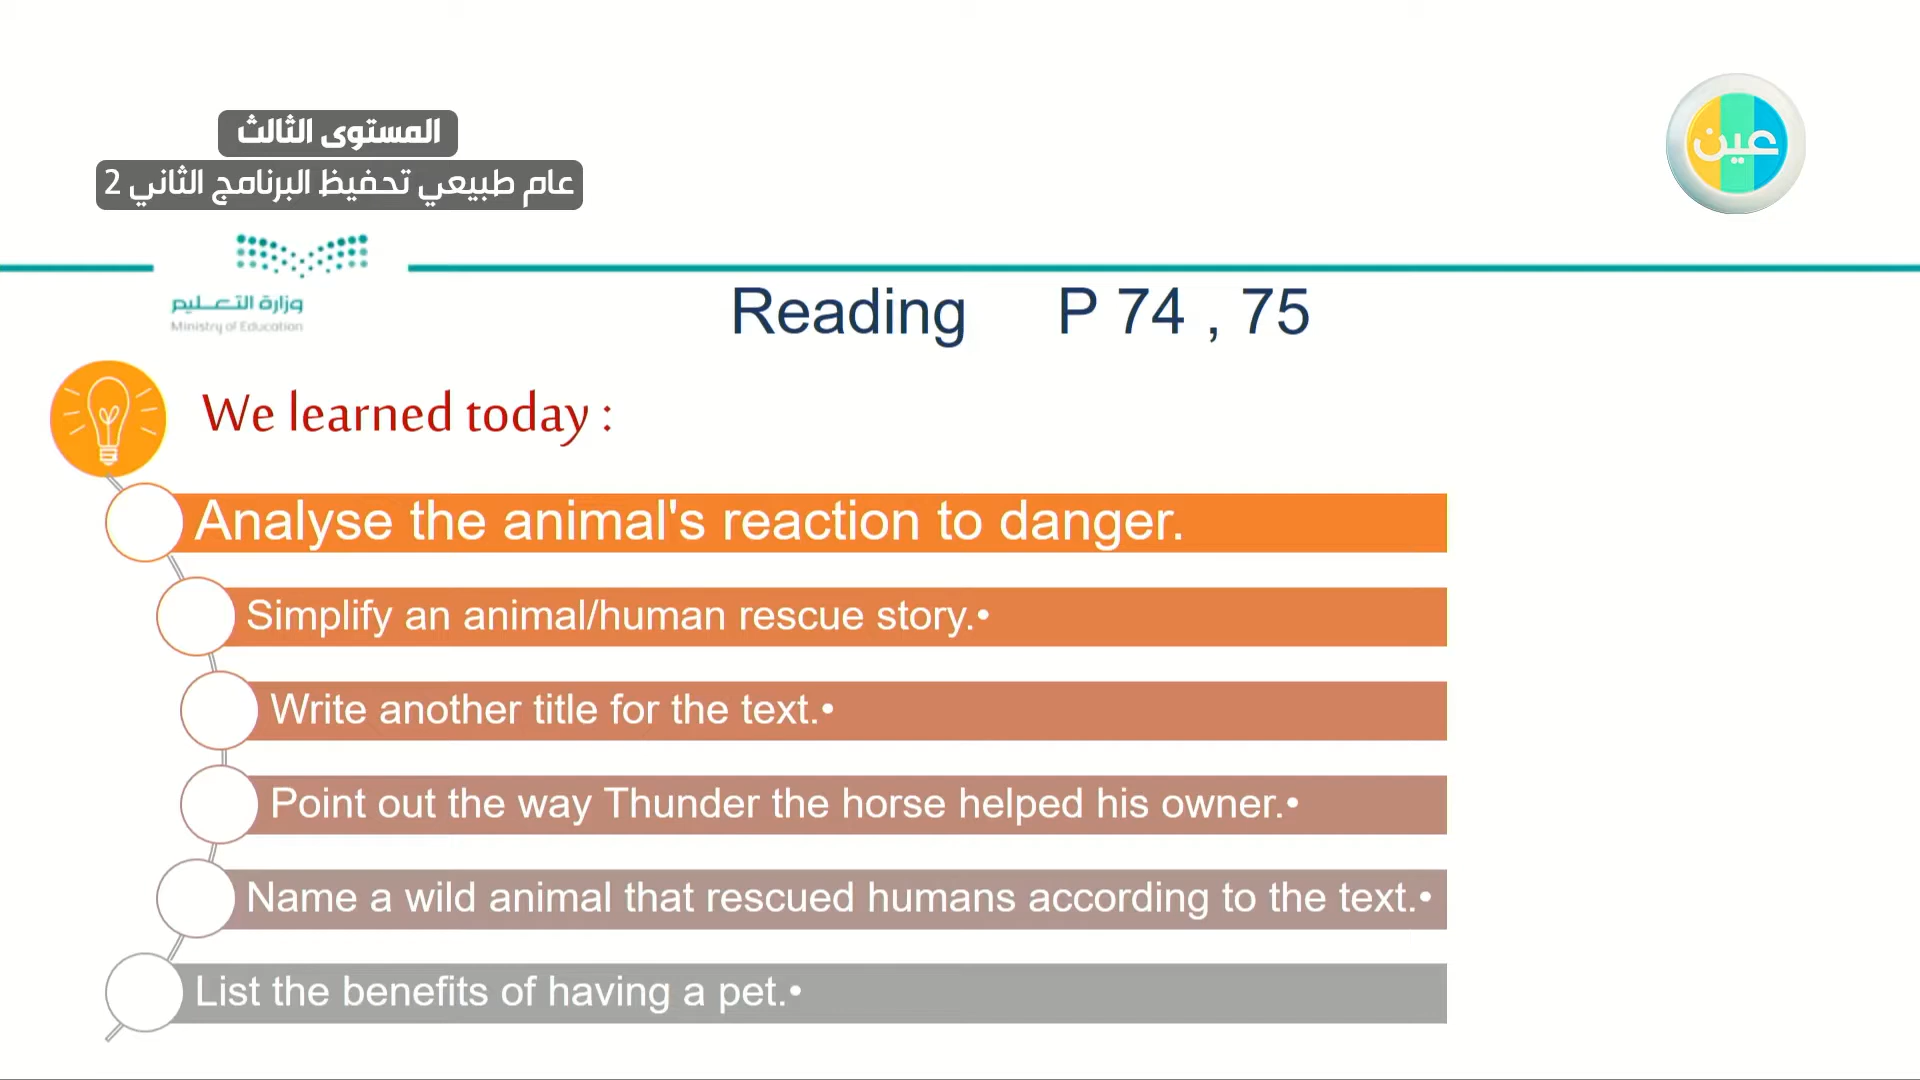 المستوى الثالث
عام طبيعي تحفيظ البرنامج الثاني 2
عين
وزارة التعـليم
Ministry of Education
Reading P 74 , 75
We learned today :
Analyse the animal's reaction to danger.
Simplify an animal/human rescue story.•
Write another title for the text.•
Point out the way Thunder the horse helped his owner.•
Name a wild animal that rescued humans according to the text.•
List the benefits of having a pet.•